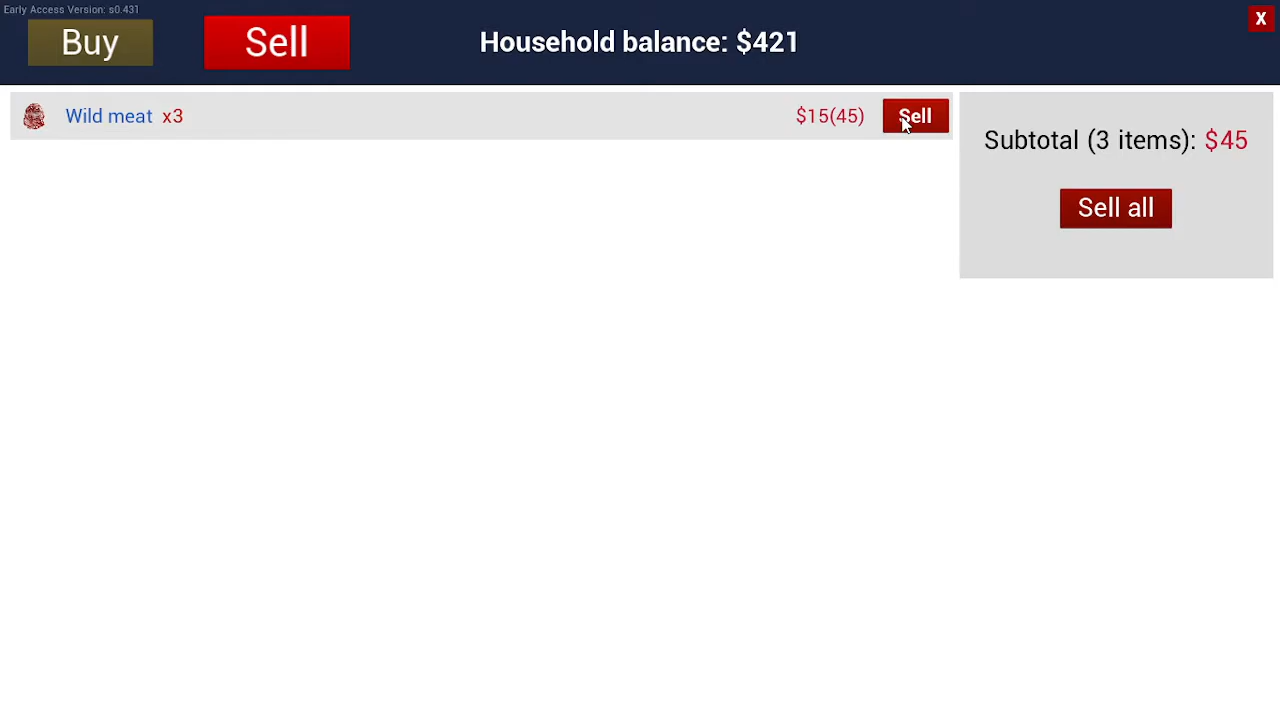 Early Access Version: s0.431
Buy
Sell
Household balance: $421
X
Wild meat x3
$15(45)
Sell
Subtotal (3 items): $45
Sell all